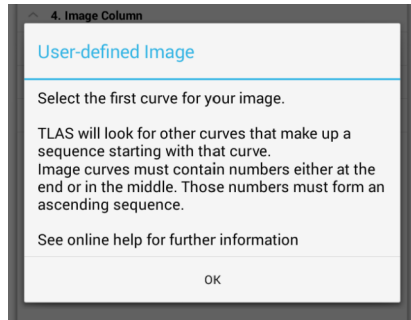 4. Image Column
User-defined Image
Select the first curve for your image.
TLAS will look for other curves that make up a
sequence starting with that curve.
Image curves must contain numbers either at the
end or in the middle. Those numbers must form an
ascending sequence.
See online help for further information
OK